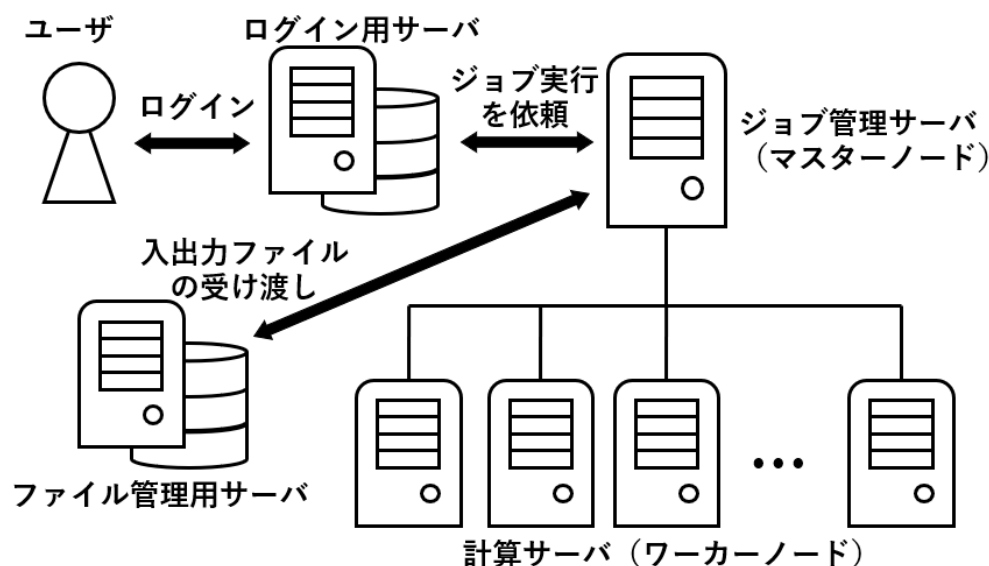 ユーザ
ログイン用サーバ
ログイン
ジョブ実行
を依頼
ジョブ管理サーバ
（マスターノード）
入出力ファイル
の受け渡し
ファイル管理用サーバ
計算サーバ（ワーカーノード）